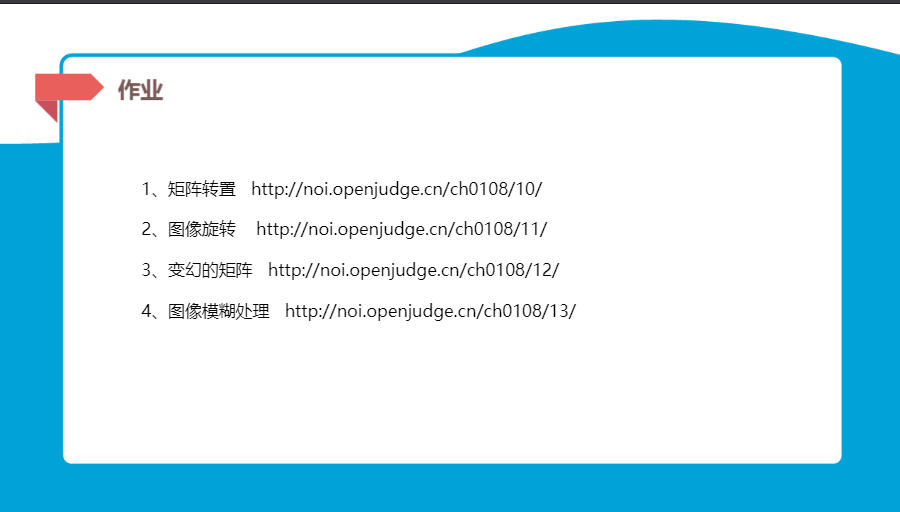 作业
1、矩阵转置 http://noi.openjudge.cn/ch0108/10/
2、图像旋转 http://noi.openjudge.cn/ch0108/11/
3、变幻的矩阵 http://noi.openjudge.cn/ch0108/12/
4、图像模糊处理 http://noi.openjudge.cn/ch0108/13/